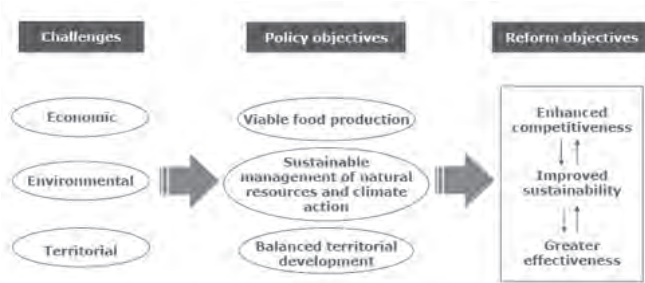 Challenges
Policy objectives
Reform objectives
Economic
Environmental
Territorial
Viable food production
Sustainable
management of natural
resources and climate
action
Balanced territorial
development
Enhanced
competitiveness
Improved
sustainability
Greater
effectiveness